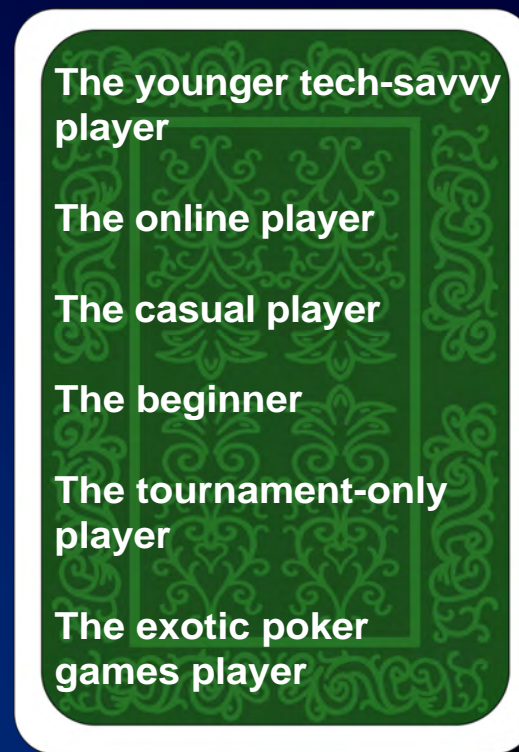 The younger tech-savvy
player
The online player
The casual player
The beginner
The tournament-only
player
The exotic poker
games player